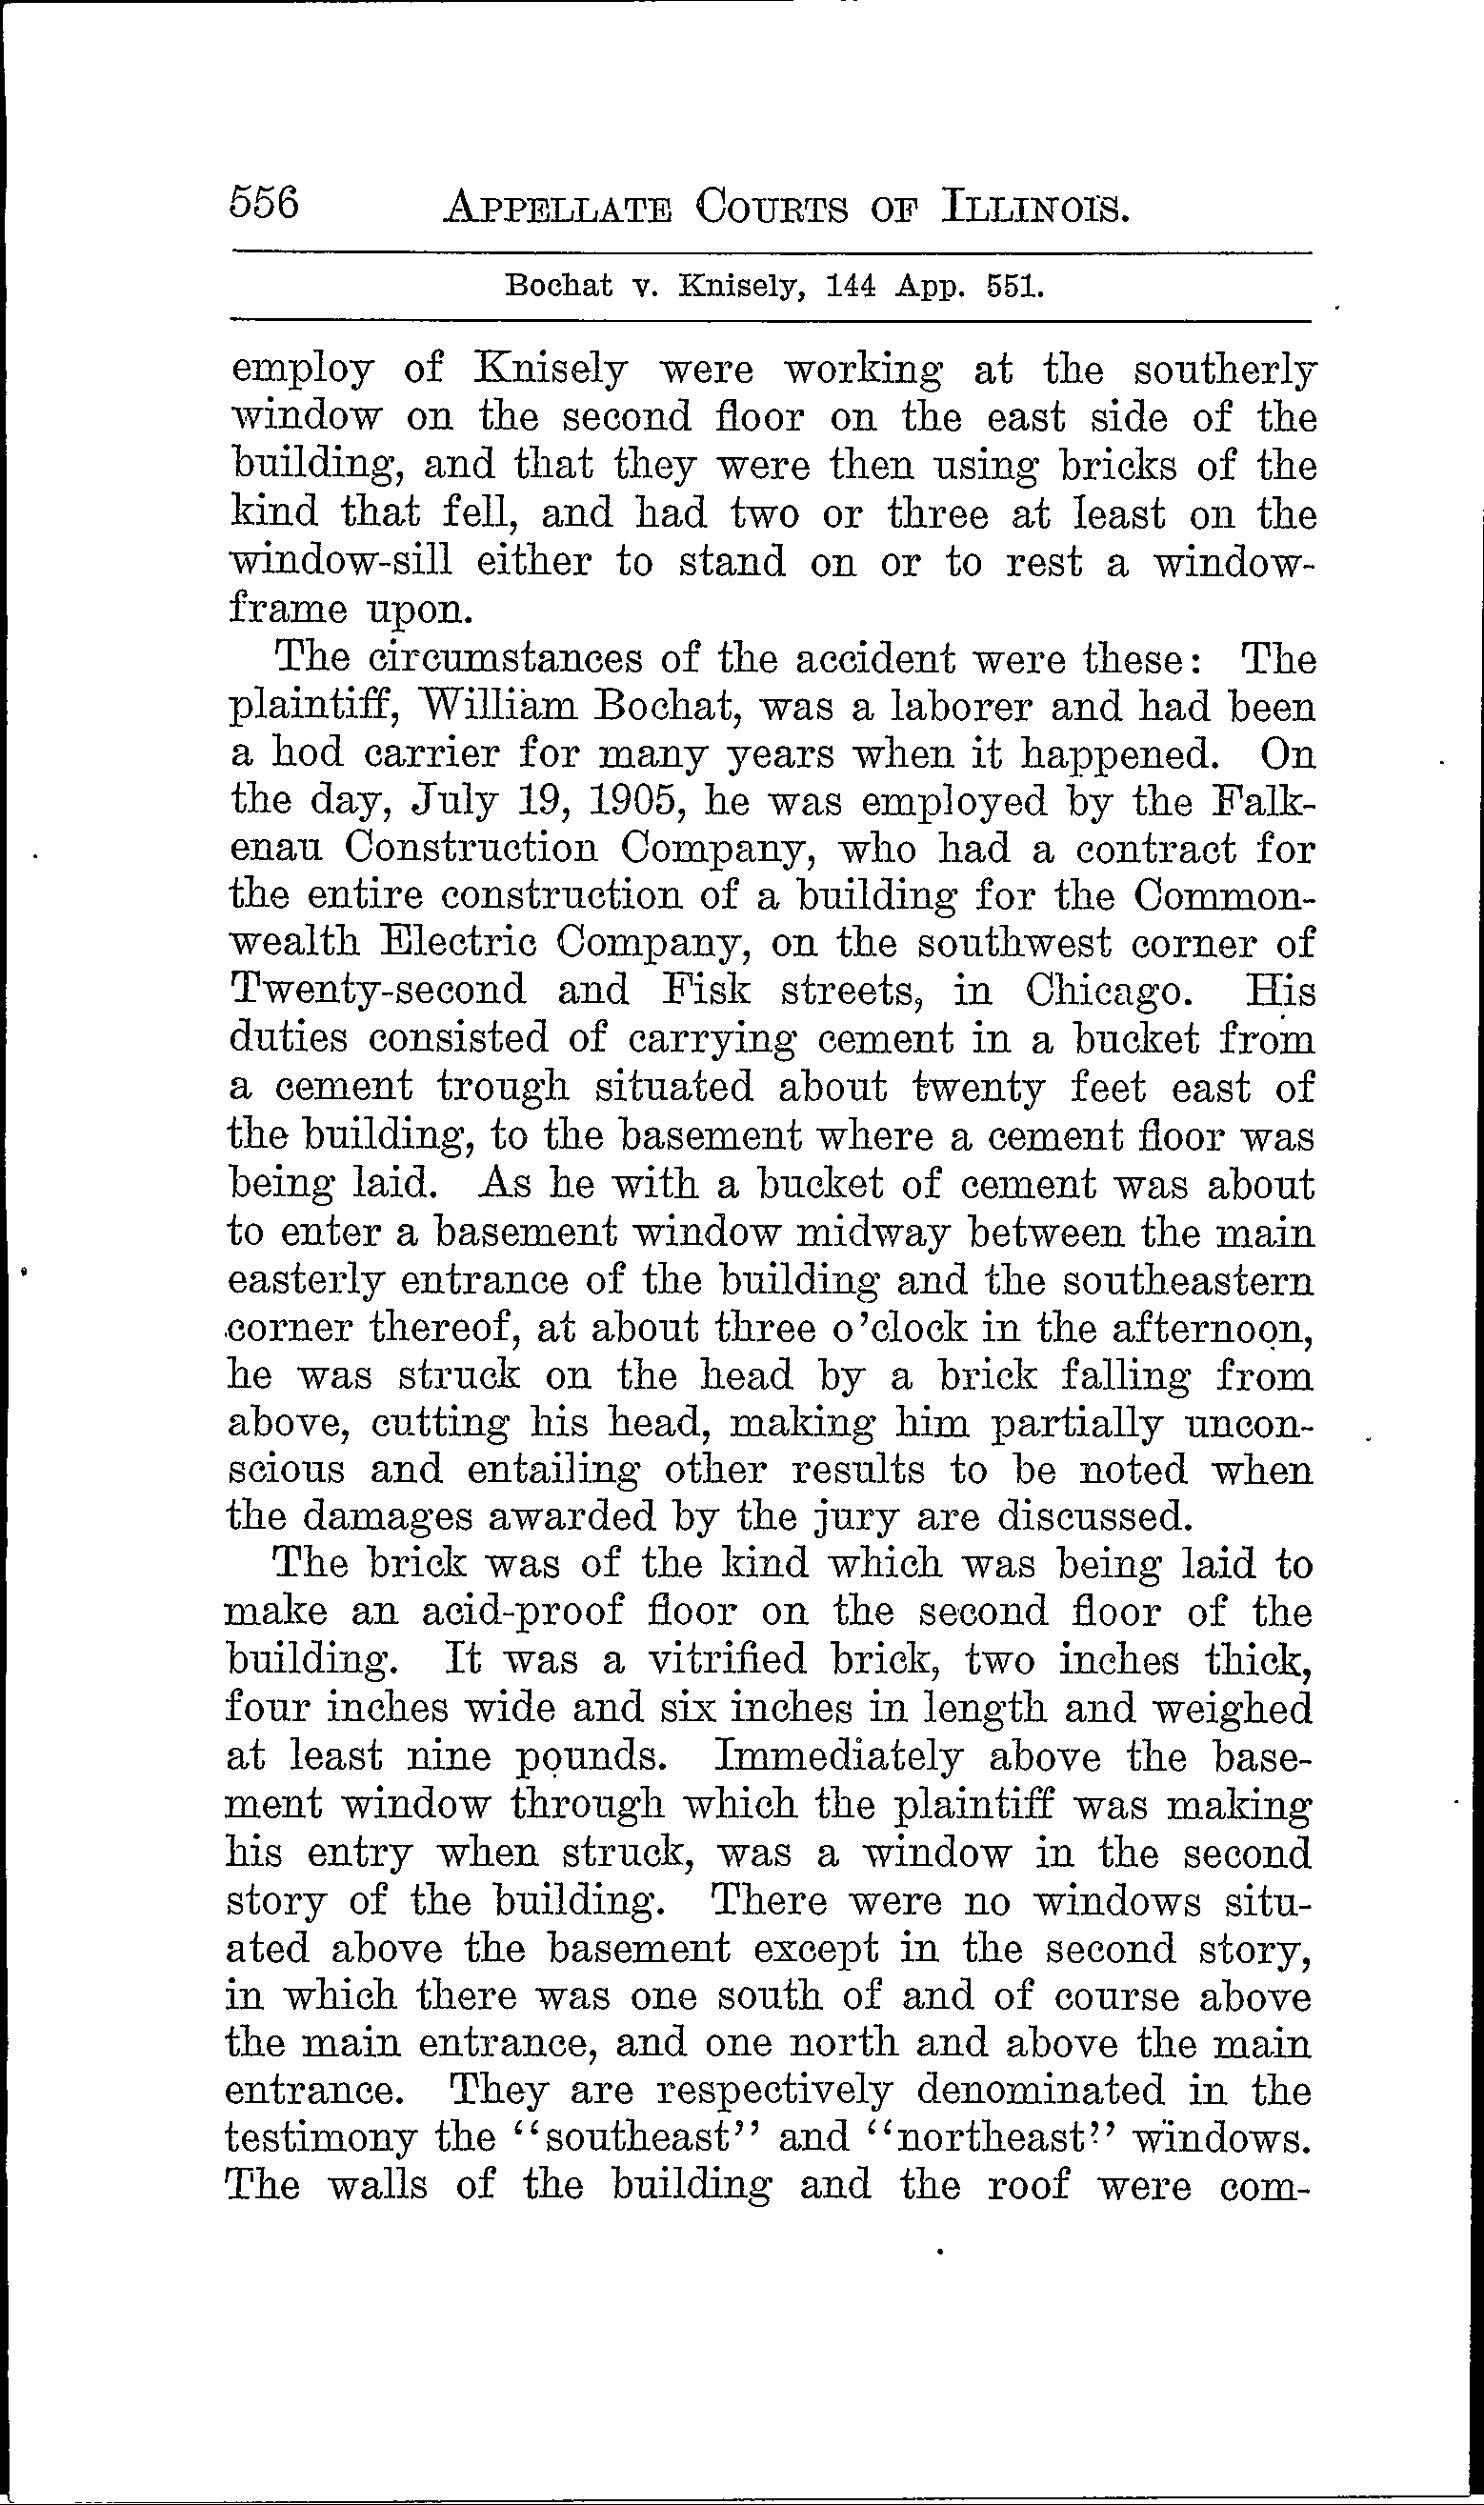 556 APPELLATE COURTS OF ILLINOIS.
Bochat v. Knisely, 144 App. 551.
employ of Knisely were working at the southerly
window on the second floor on the east side of the
building, and that they were then using bricks of the
kind that fell, and had two or three at least on the
window-sill either to stand on or to rest a window-
frame upon.
The circumstances of the accident were these: The
plaintiff, William Bochat, was a laborer and had been
a hod carrier for many years when it happened. On
the day, July 19, 1905, he was employed by the Falk-
enau Construction Company, who had a contract for
the entire construction of a building for the Common-
wealth Electric Company, on the southwest corner of
Twenty-second and Fisk streets, in Chicago. His
duties consisted of carrying cement in a bucket from
a cement trough situated about twenty feet east of
the building, to the basement where a cement floor was
being laid. As he with a bucket of cement was about
to enter a basement window midway between the main
easterly entrance of the building and the southeastern
corner thereof, at about three o'clock in the afternoon,
he was struck on the head by a brick falling from
above, cutting his head, making him partially uncon-
scious and entailing other results to be noted when
the damages awarded by the jury are discussed.
The brick was of the kind which was being laid to
make an acid-proof floor on the second floor of the
building. It was a vitrified brick, two inches thick,
four inches wide and six inches in length and weighed
at least nine pounds. Immediately above the base-
ment window through which the plaintiff was making
his entry when struck, was a window in the second
story of the building. There were no windows situ-
ated above the basement except in the second story,
in which there was one south of and of course above
the main entrance, and one north and above the main
entrance. They are respectively denominated in the
testimony the "southeast" and "northeast" windows.
The walls of the building and the roof were com-